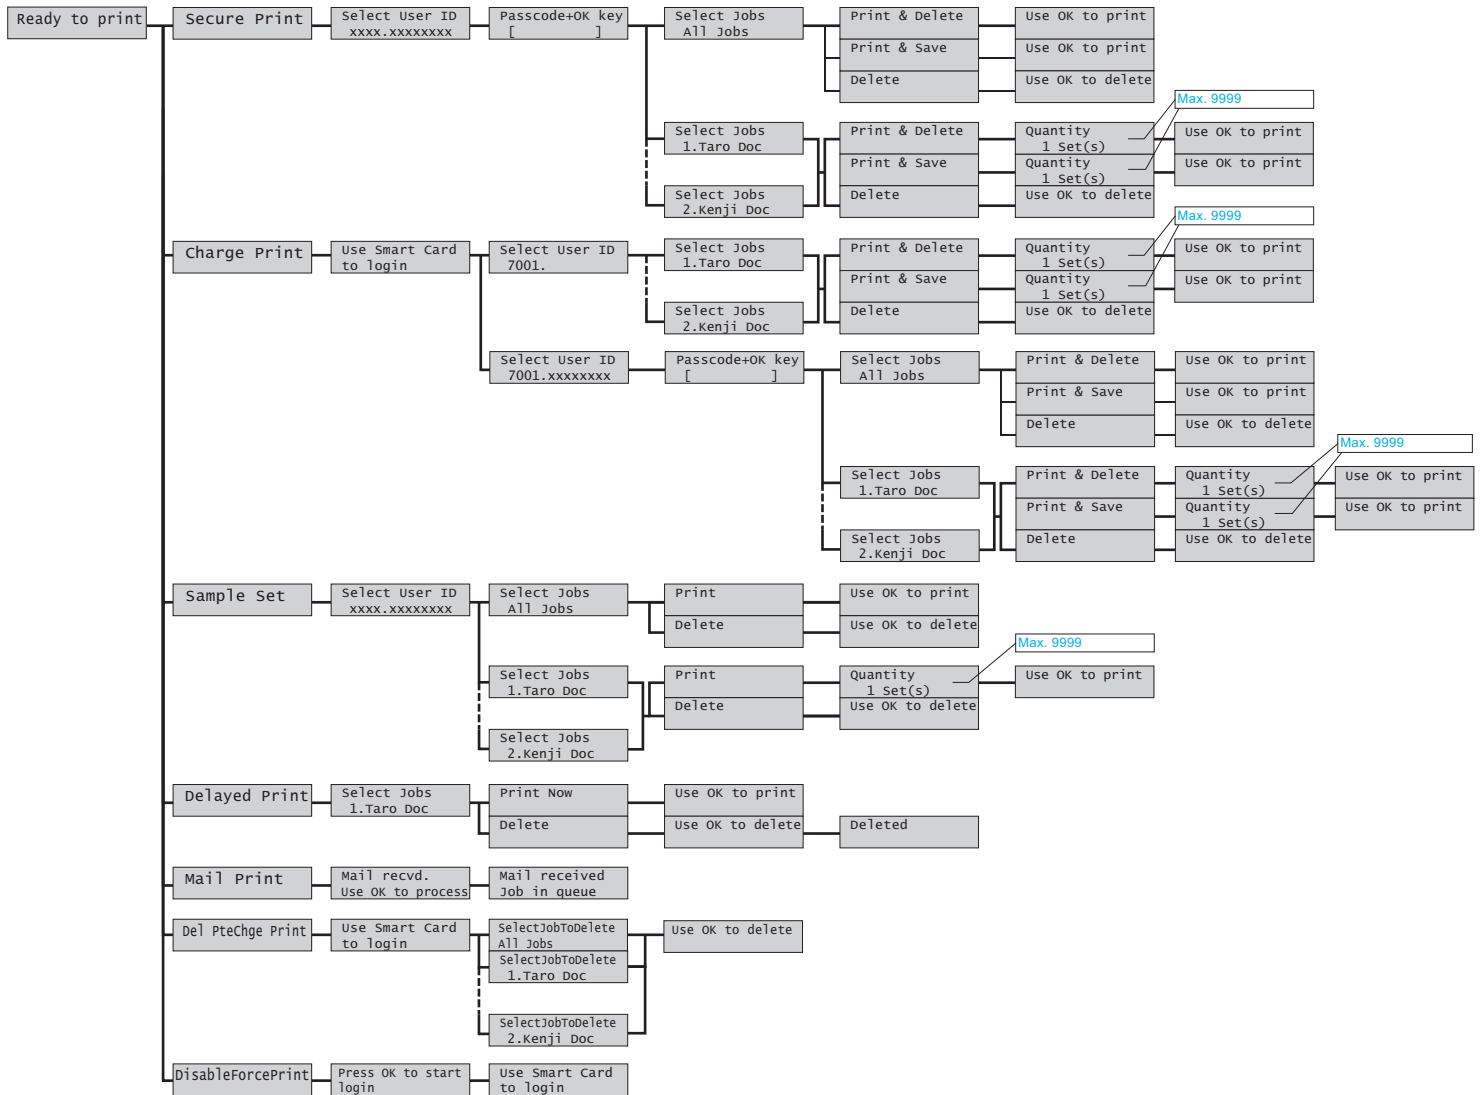 Ready to print
Secure Print
Select User ID
xxxx.xxxxxxxx
Passcode+OK key
[ ]
Select Jobs
All Jobs
Print & Delete
Use OK to print
Print & Save
Use OK to print
Delete
Use OK to delete
Max. 9999
Select Jobs
1.Taro Doc
Print & Delete
Quantity
1 Set(s)
Use OK to print
Print & Save
Quantity
1 Set(s)
Use OK to print
Select Jobs
2.Kenji Doc
Delete
Use OK to delete
Max. 9999
Charge Print
Use Smart Card
to login
Select User ID
7001.
Select Jobs
1.Taro Doc
Print & Delete
Quantity
1 Set(s)
Use OK to print
Print & Save
Quantity
1 Set(s)
Use OK to print
Select Jobs
2.Kenji Doc
Delete
Use OK to delete
Select User ID
7001.xxxxxxxx
Passcode+OK key
[ ]
Select Jobs
All Jobs
Print & Delete
Use OK to print
Print & Save
Use OK to print
Delete
Use OK to delete
Max. 9999
Select Jobs
1.Taro Doc
Print & Delete
Quantity
1 Set(s)
Use OK to print
Print & Save
Quantity
1 Set(s)
Use OK to print
Select Jobs
2.Kenji Doc
Delete
Use OK to delete
Sample Set
Select User ID
xxxx.xxxxxxxx
Select Jobs
All Jobs
Print
Use OK to print
Delete
Use OK to delete
Max. 9999
Select Jobs
1.Taro Doc
Print
Quantity
1 Set(s)
Use OK to print
Delete
Use OK to delete
Select Jobs
2.Kenji Doc
Delayed Print
Select Jobs
1.Taro Doc
Print Now
Use OK to print
Delete
Use OK to delete
Deleted
Mail Print
Mail recvd.
Use OK to process
Mail received
Job in queue
Del PteChge Print
Use Smart Card
to login
SelectJobToDelete
All Jobs
Use OK to delete
SelectJobToDelete
1.Taro Doc
SelectJobToDelete
2.Kenji Doc
DisableForcePrint
Press OK to start
login
Use Smart Card
to login